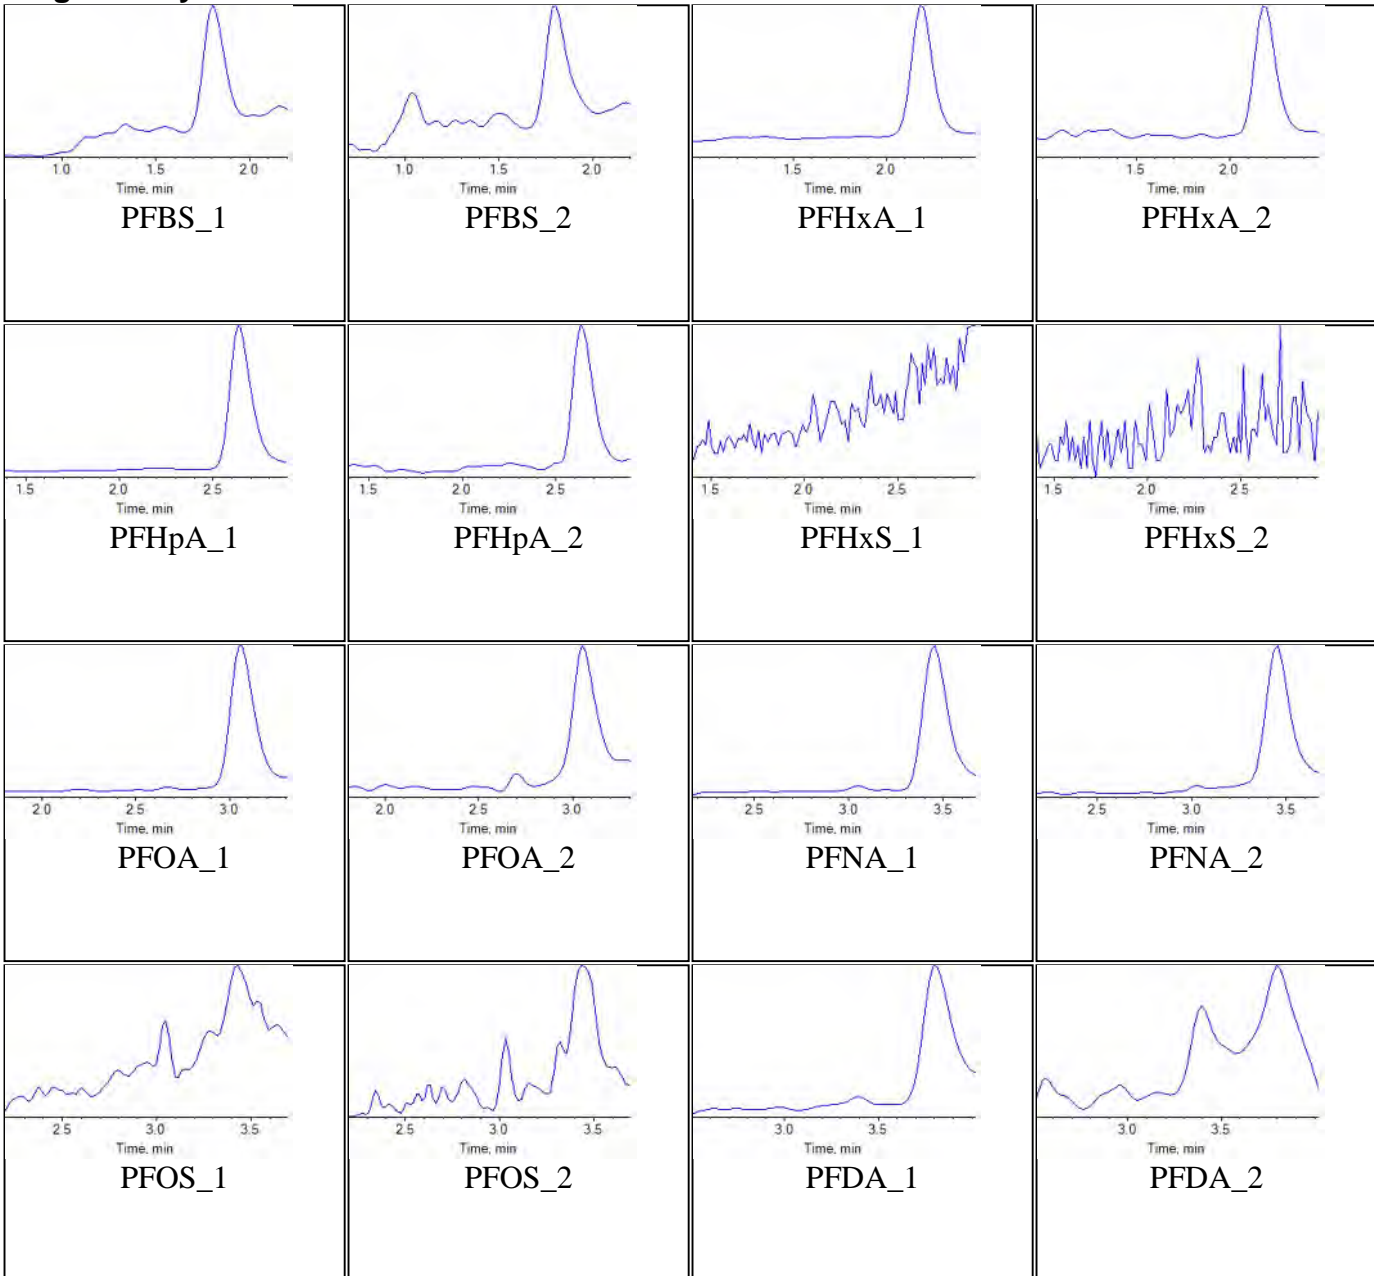 1.0 1.5 2.0 1.0 1.5 2.0 1.5 2.0 1.5 2.0
Time, min Time, min Time, min Time, min
PFBS_1 PFBS_2 PFHxA_1 PFHxA_2
1.5 2.0 2.5 1.5 2.0 2.5 1.5 2.0 2.5 1.5 2.0 2.5
Time, min Time, min Time, min Time, min
PFHpA_1 PFHpA_2 PFHxS_1 PFHxS_2
2.0 2.5 3.0 2.0 2.5 3.0 2.5 3.0 3.5 2.5 3.0 3.5
Time, min Time, min Time, min Time, min
PFOA_1 PFOA_2 PFNA_1 PFNA_2
2.5 3.0 3.5 2.5 3.0 3.5 3.0 3.5 3.0 3.5
Time, min Time, min Time, min Time, min
PFOS_1 PFOS_2 PFDA_1 PFDA_2